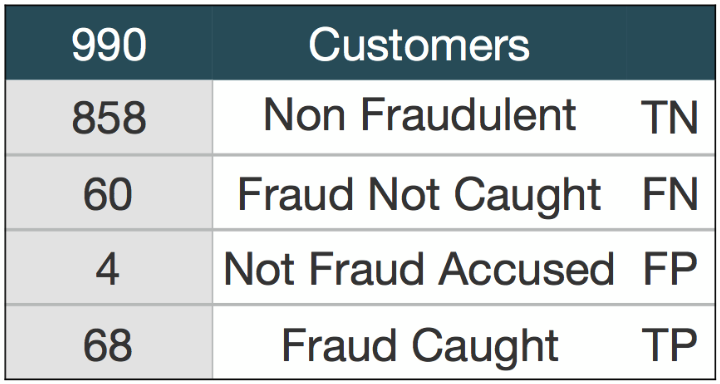 990 Customers
858 Non Fraudulent TN
60 Fraud Not Caught FN
4 Not Fraud Accused FP
68 Fraud Caught TP